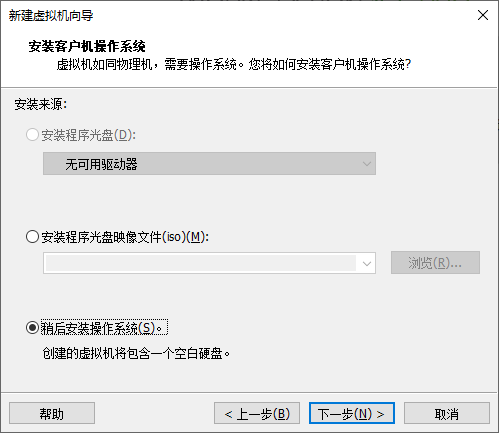 新建虚拟机向导
安装客户机操作系统
虚拟机如同物理机，需要操作系统。您将如何安装客户机操作系统?
安装来源:
安装程序光盘(D):
无可用驱动器
安装程序光盘映像文件(iso)(M):
浏览(R)...
稍后安装操作系统(S)。
创建的虚拟机将包含一个空白硬盘。
帮助
< 上一步(B)
下一步(N) >
取消